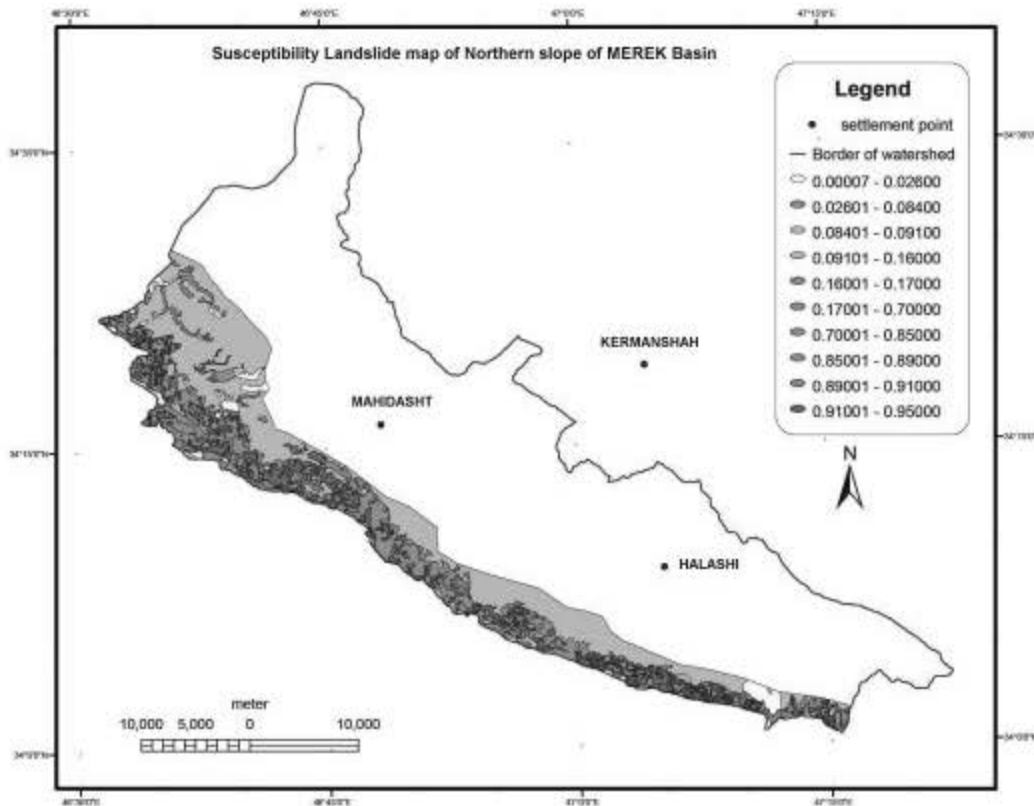 Susceptibility Landslide map of Northern slope of MEREK Basin
Legend
settlement point
Border of watershed
0.00007 - 0.02600
0.02601 - 0.08400
0.08401 - 0.09100
0.09101 - 0.16000
0.16001 - 0.17000
0.17001 - 0.70000
0.70001 - 0.85000
0.85001 - 0.89000
0.89001 - 0.91000
0.91001 - 0.95000
KERMANSHAH
MAHIDASHT
N
HALASHI
meter
10,000 5,000 0 10,000